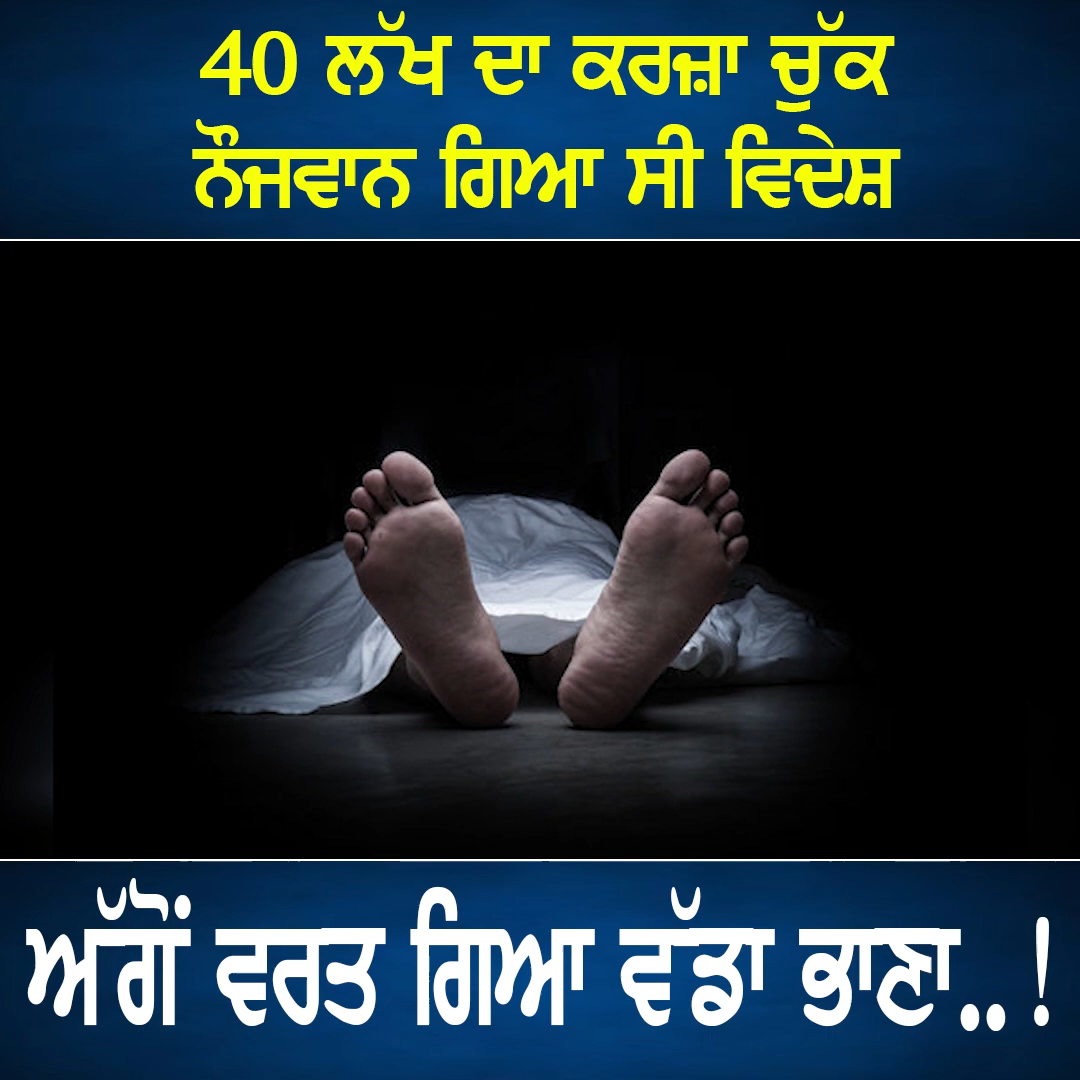 40 ਲੱਖ ਦਾ ਕਰਜ਼ਾ ਚੁੱਕ
ਨੌਜਵਾਨ ਗਿਆ ਸੀ ਵਿਦੇਸ਼
ਅੱਗੋਂ ਵਰਤ ਗਿਆ ਵੱਡਾ ਭਾਣਾ..!